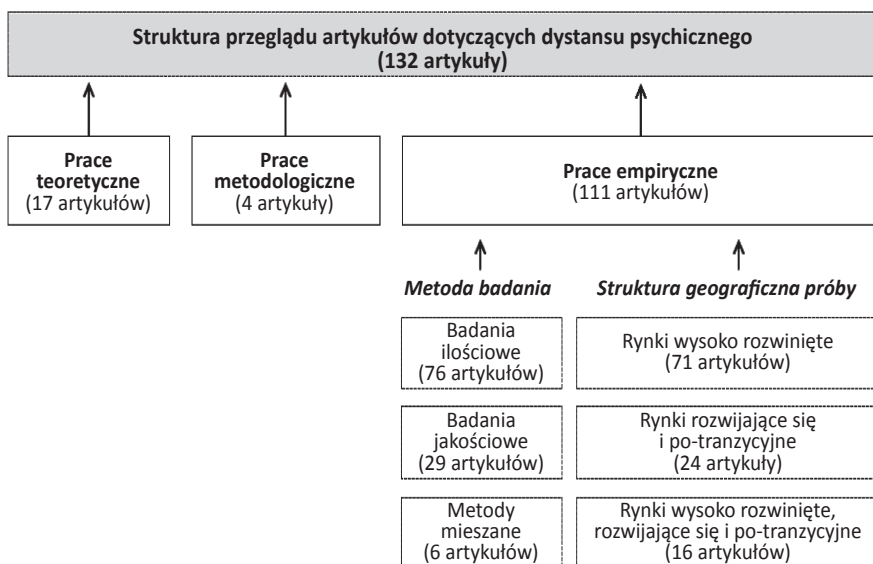 Struktura przeglądu artykułów dotyczących dystansu psychicznego
(132 artykuły)
Prace
teoretyczne
(17 artykułów)
Prace
metodologiczne
(4 artykuły)
Prace empiryczne
(111 artykułów)
Metoda badania
Struktura geograficzna próby
Badania
ilościowe
(76 artykułów)
Rynki wysoko rozwinięte
(71 artykułów)
Badania
jakościowe
(29 artykułów)
Rynki rozwijające się
i po-tranzycyjne
(24 artykuły)
Metody
mieszane
(6 artykułów)
Rynki wysoko rozwinięte,
rozwijające się i po-tranzycyjne
(16 artykułów)